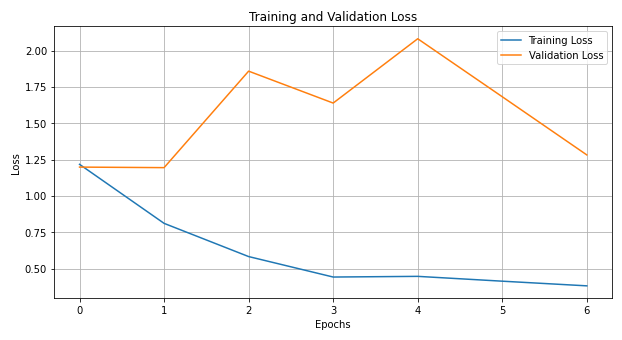 Training and Validation Loss
Training Loss
Validation Loss
2.00
1.75
1.50
1.25
1.00
0.75
0.50
Loss
0 1 2 3 4 5 6
Epochs